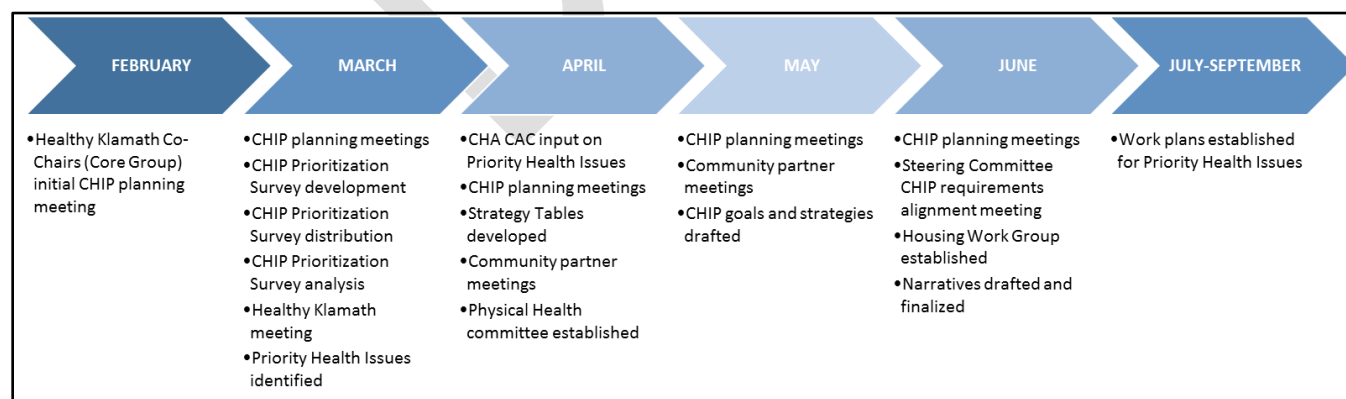 FEBRUARY
MARCH
APRIL
MAY
JUNE
JULY-SEPTEMBER
•Healthy Klamath Co-
Chairs (Core Group)
initial CHIP planning
meeting
•CHIP planning meetings
•CHIP Prioritization
Survey development
•CHIP Prioritization
Survey distribution
•CHIP Prioritization
Survey analysis
•Healthy Klamath
meeting
•Priority Health Issues
identified
•CHA CAC input on
Priority Health Issues
•CHIP planning meetings
•Strategy Tables
developed
•Community partner
meetings
•Physical Health
committee established
•CHIP planning meetings
•Community partner
meetings
•CHIP goals and strategies
drafted
•CHIP planning meetings
•Steering Committee
CHIP requirements
alignment meeting
•Housing Work Group
established
•Narratives drafted and
finalized
•Work plans established
for Priority Health Issues